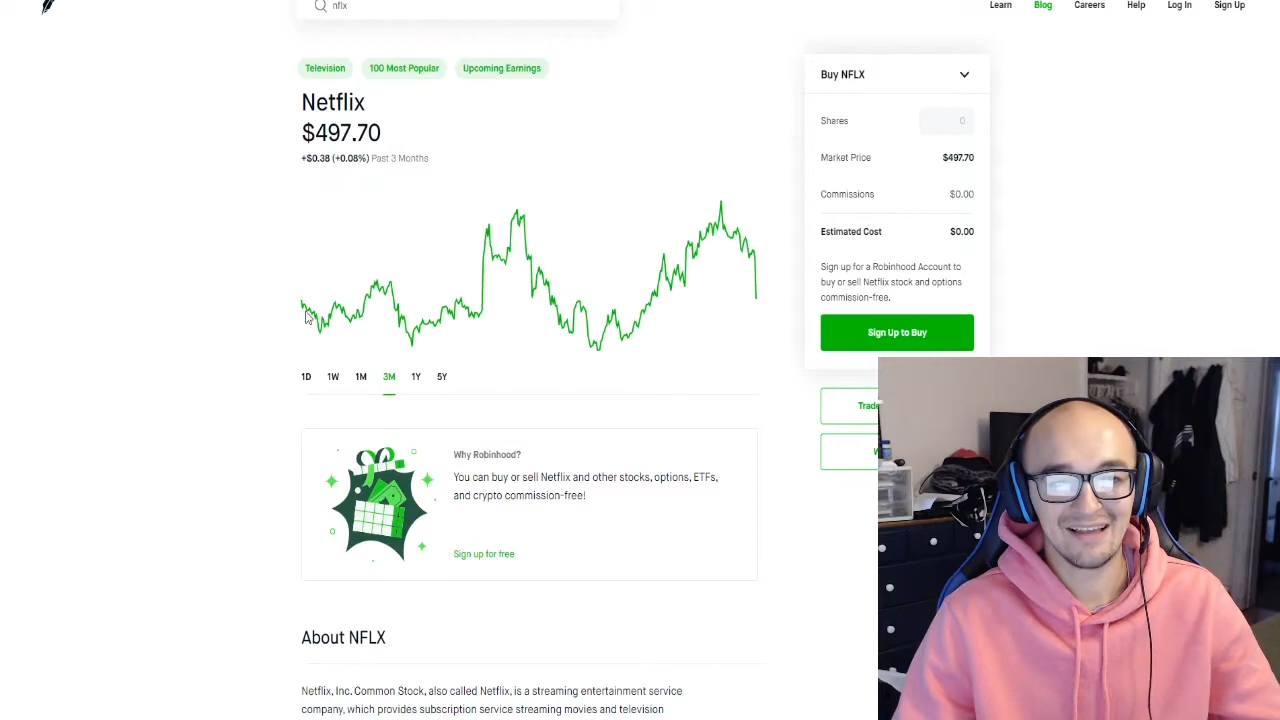 nflx
Learn Blog Careers Help Log In Sign Up
Television 100 Most Popular Upcoming Earnings
Netflix
$497.70
+$0.38 (+0.08%) Past 3 Months
1D 1W 1M 3M 1Y 5Y
Buy NFLX
Shares 0
Market Price $497.70
Commissions $0.00
Estimated Cost $0.00
Sign up for a Robinhood Account to
buy or sell Netflix stock and options
commission-free.
Sign Up to Buy
Why Robinhood?
You can buy or sell Netflix and other stocks, options, ETFs,
and crypto commission-free!
Sign up for free
About NFLX
Netflix, Inc. Common Stock, also called Netflix, is a streaming entertainment service
company, which provides subscription service streaming movies and television